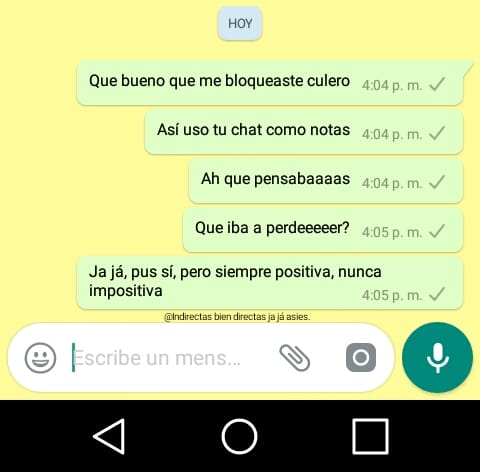 HOY
Que bueno que me bloqueaste culero 4:04 p. m.
Así uso tu chat como notas 4:04 p. m.
Ah que pensabaaaas 4:04 p. m.
Que iba a perdeeeeer? 4:05 p. m.
Ja já, pus sí, pero siempre positiva, nunca
impositiva 4:05 p. m.
@Indirectas bien directas ja já asies.
Escribe un mens...